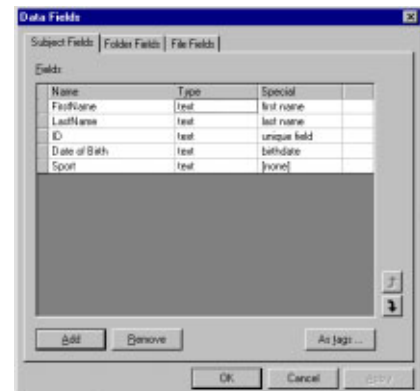 Data Fields
Subject Fields Folder Fields File Fields
Fields:
Name Type Special
FirstName text first name
LastName text last name
ID text unique field
Date of Birth text birthdate
Sport text [none]
Add Remove As tags ...
OK Cancel Apply